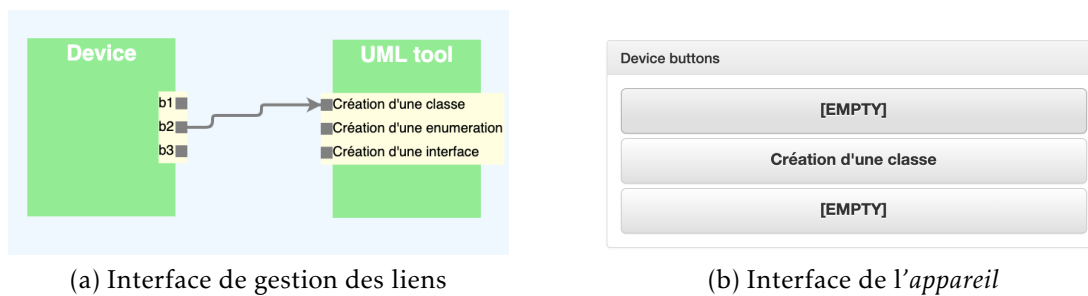 Device
UML tool
b1
b2
b3
Création d'une classe
Création d'une enumeration
Création d'une interface
(a) Interface de gestion des liens
Device buttons
[EMPTY]
Création d'une classe
[EMPTY]
(b) Interface de l'appareil